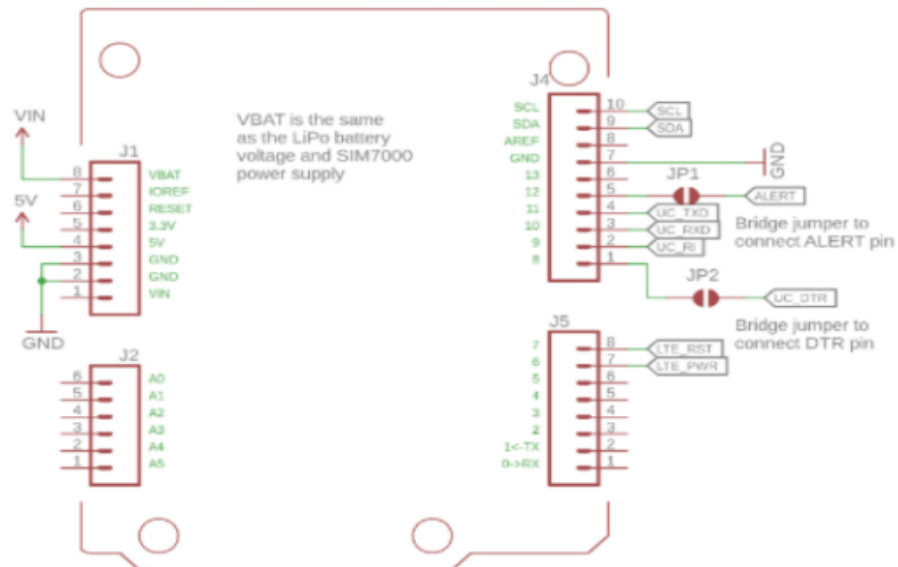 VIN
5V
GND
VBAT is the same
as the LiPo battery
voltage and SIM7000
power supply
J1
8 VBAT
7 IOREF
6 RESET
5 3.3V
4 5V
3 GND
2 GND
1 VIN
J2
6 A0
5 A1
4 A2
3 A3
2 A4
1 A5
J4
SCL 10 SCL
SDA 9 SDA
AREF 8
GND 7 GND
13 6
12 5 JP1 ALERT
11 4 UC_TXD
10 3 UC_RXD
9 2 UC_RI
8 1 JP2 UC_DTR
Bridge jumper to
connect ALERT pin
Bridge jumper to
connect DTR pin
J5
7 8 LTE_RST
6 7 LTE_PWR
5 6
4 5
3 4
2 3
1<-TX 2
0->RX 1